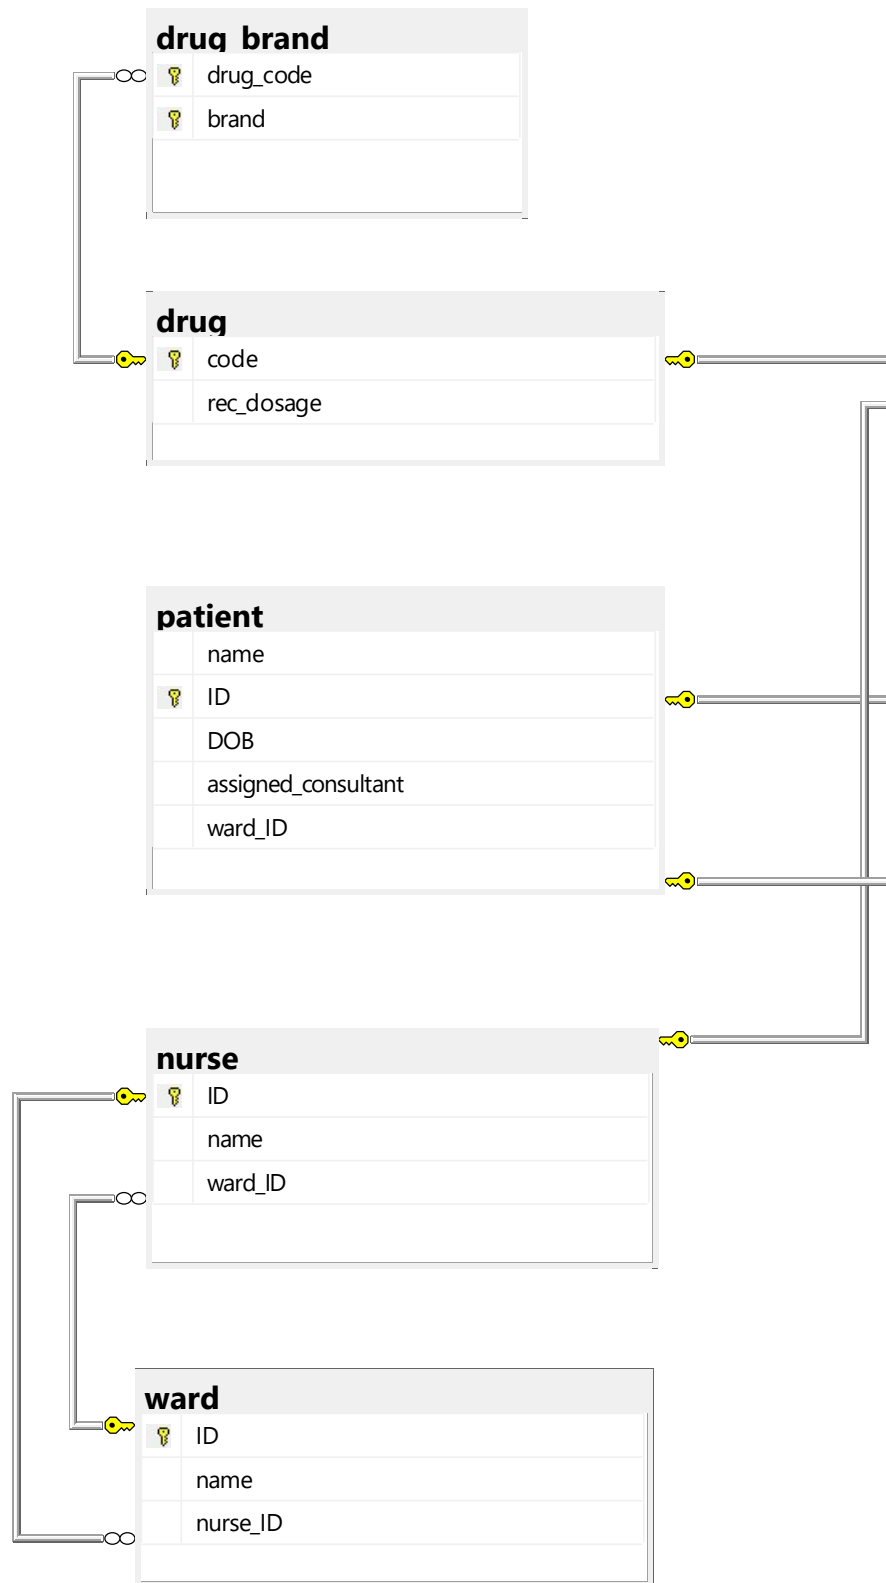 drug_brand
drug_code
brand
drug
code
rec_dosage
patient
name
ID
DOB
assigned_consultant
ward_ID
nurse
ID
name
ward_ID
ward
ID
name
nurse_ID